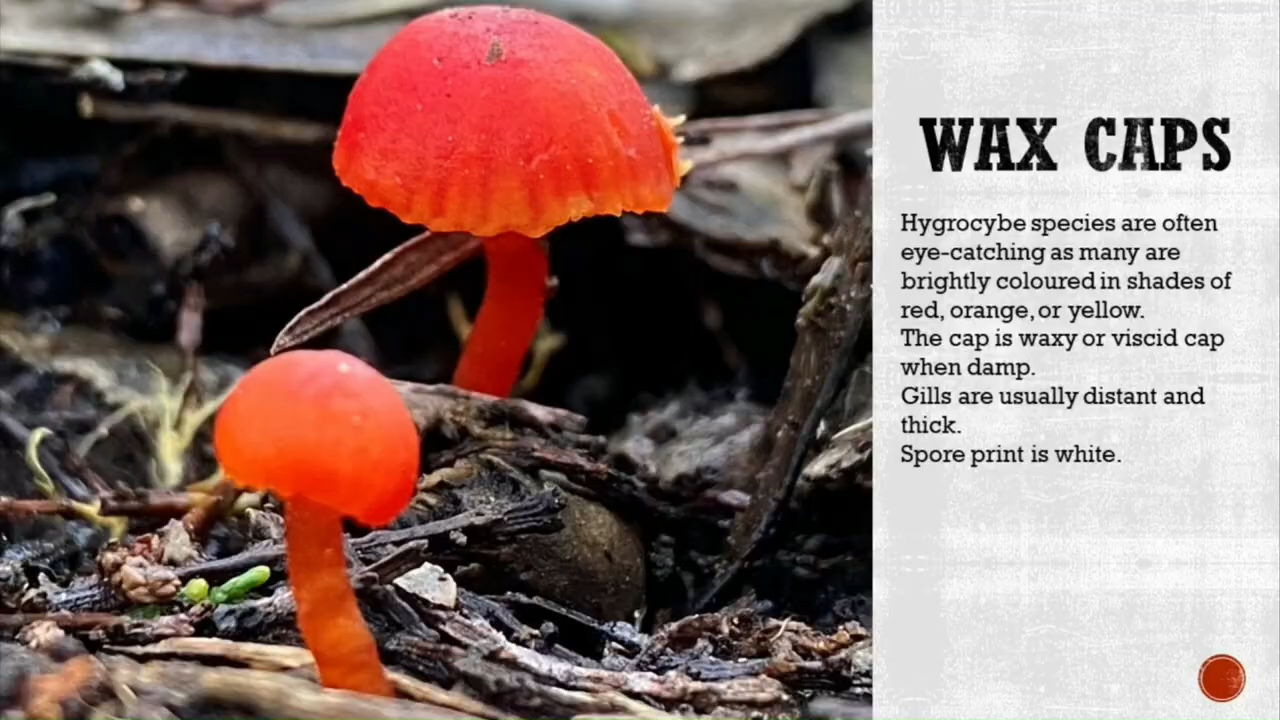 WAX CAPS
Hygrocybe species are often
eye-catching as many are
brightly coloured in shades of
red, orange, or yellow.
The cap is waxy or viscid cap
when damp.
Gills are usually distant and
thick.
Spore print is white.